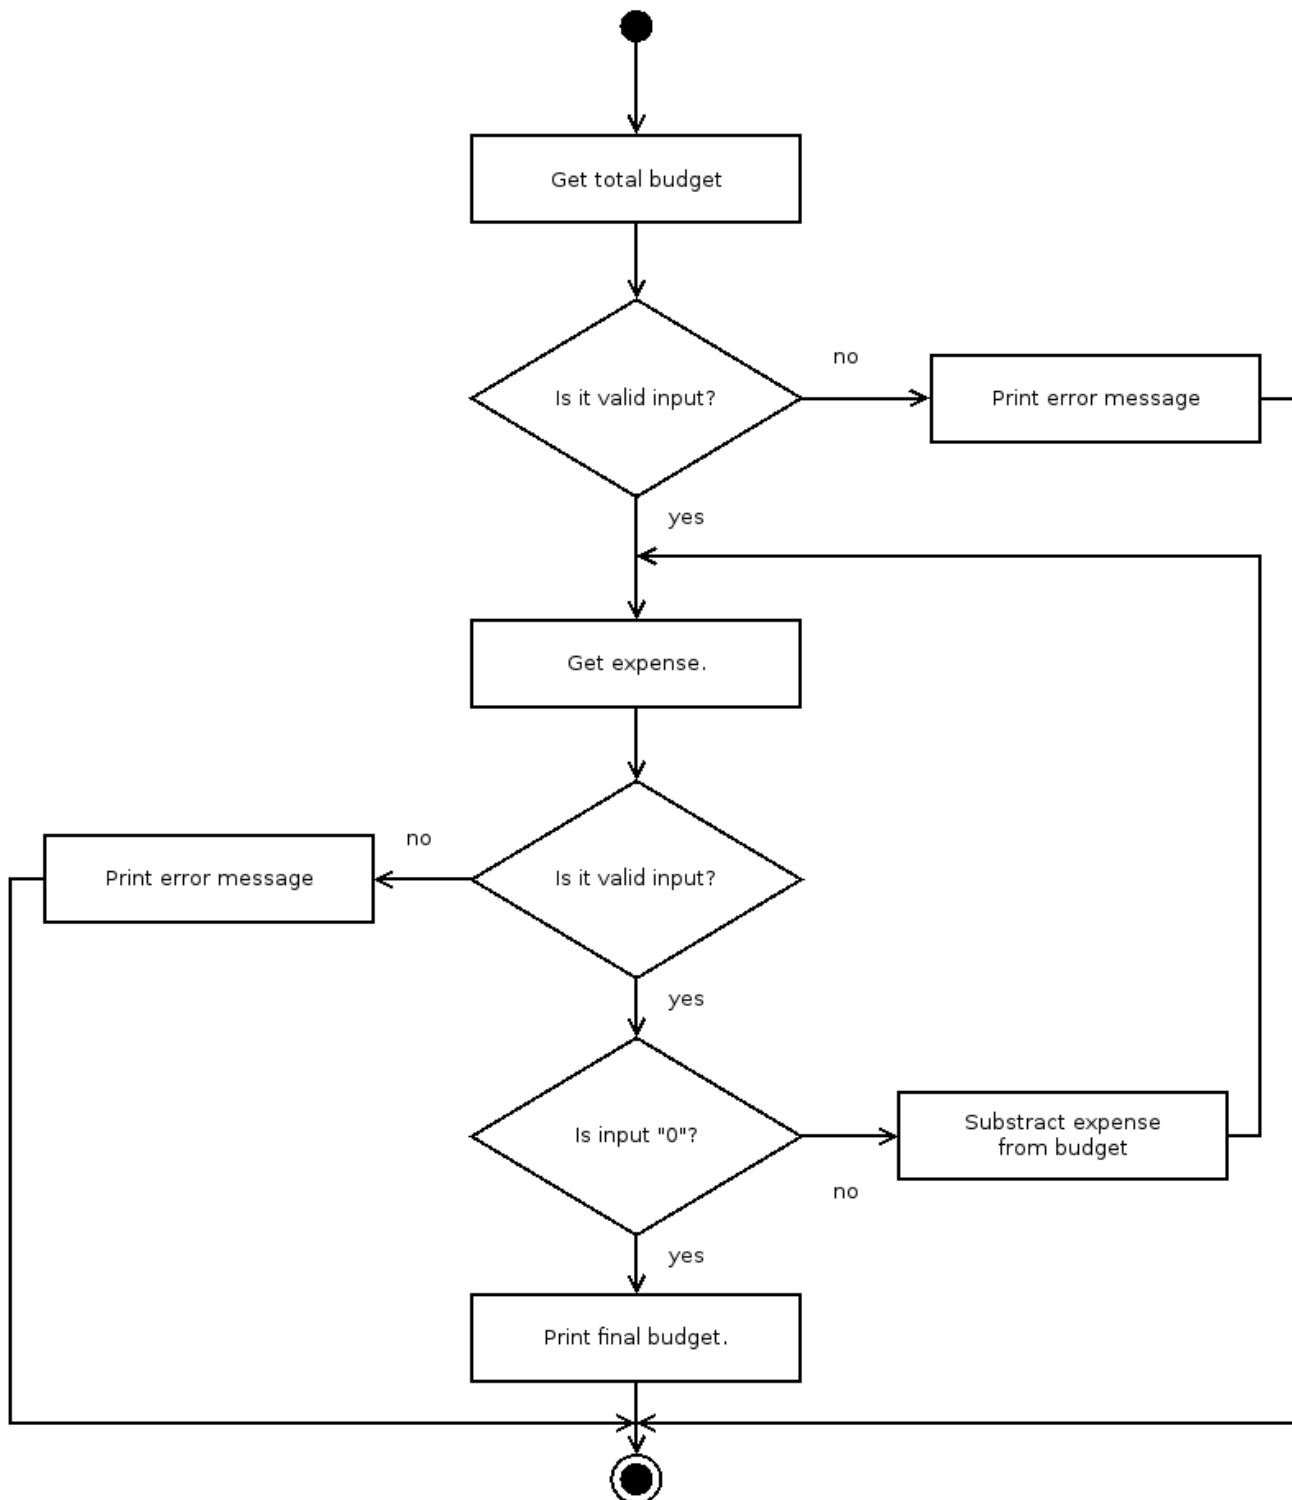 Get total budget
no
Is it valid input?
Print error message
yes
Get expense.
no
Print error message
Is it valid input?
yes
Is input "0"?
Substract expense
from budget
no
yes
Print final budget.